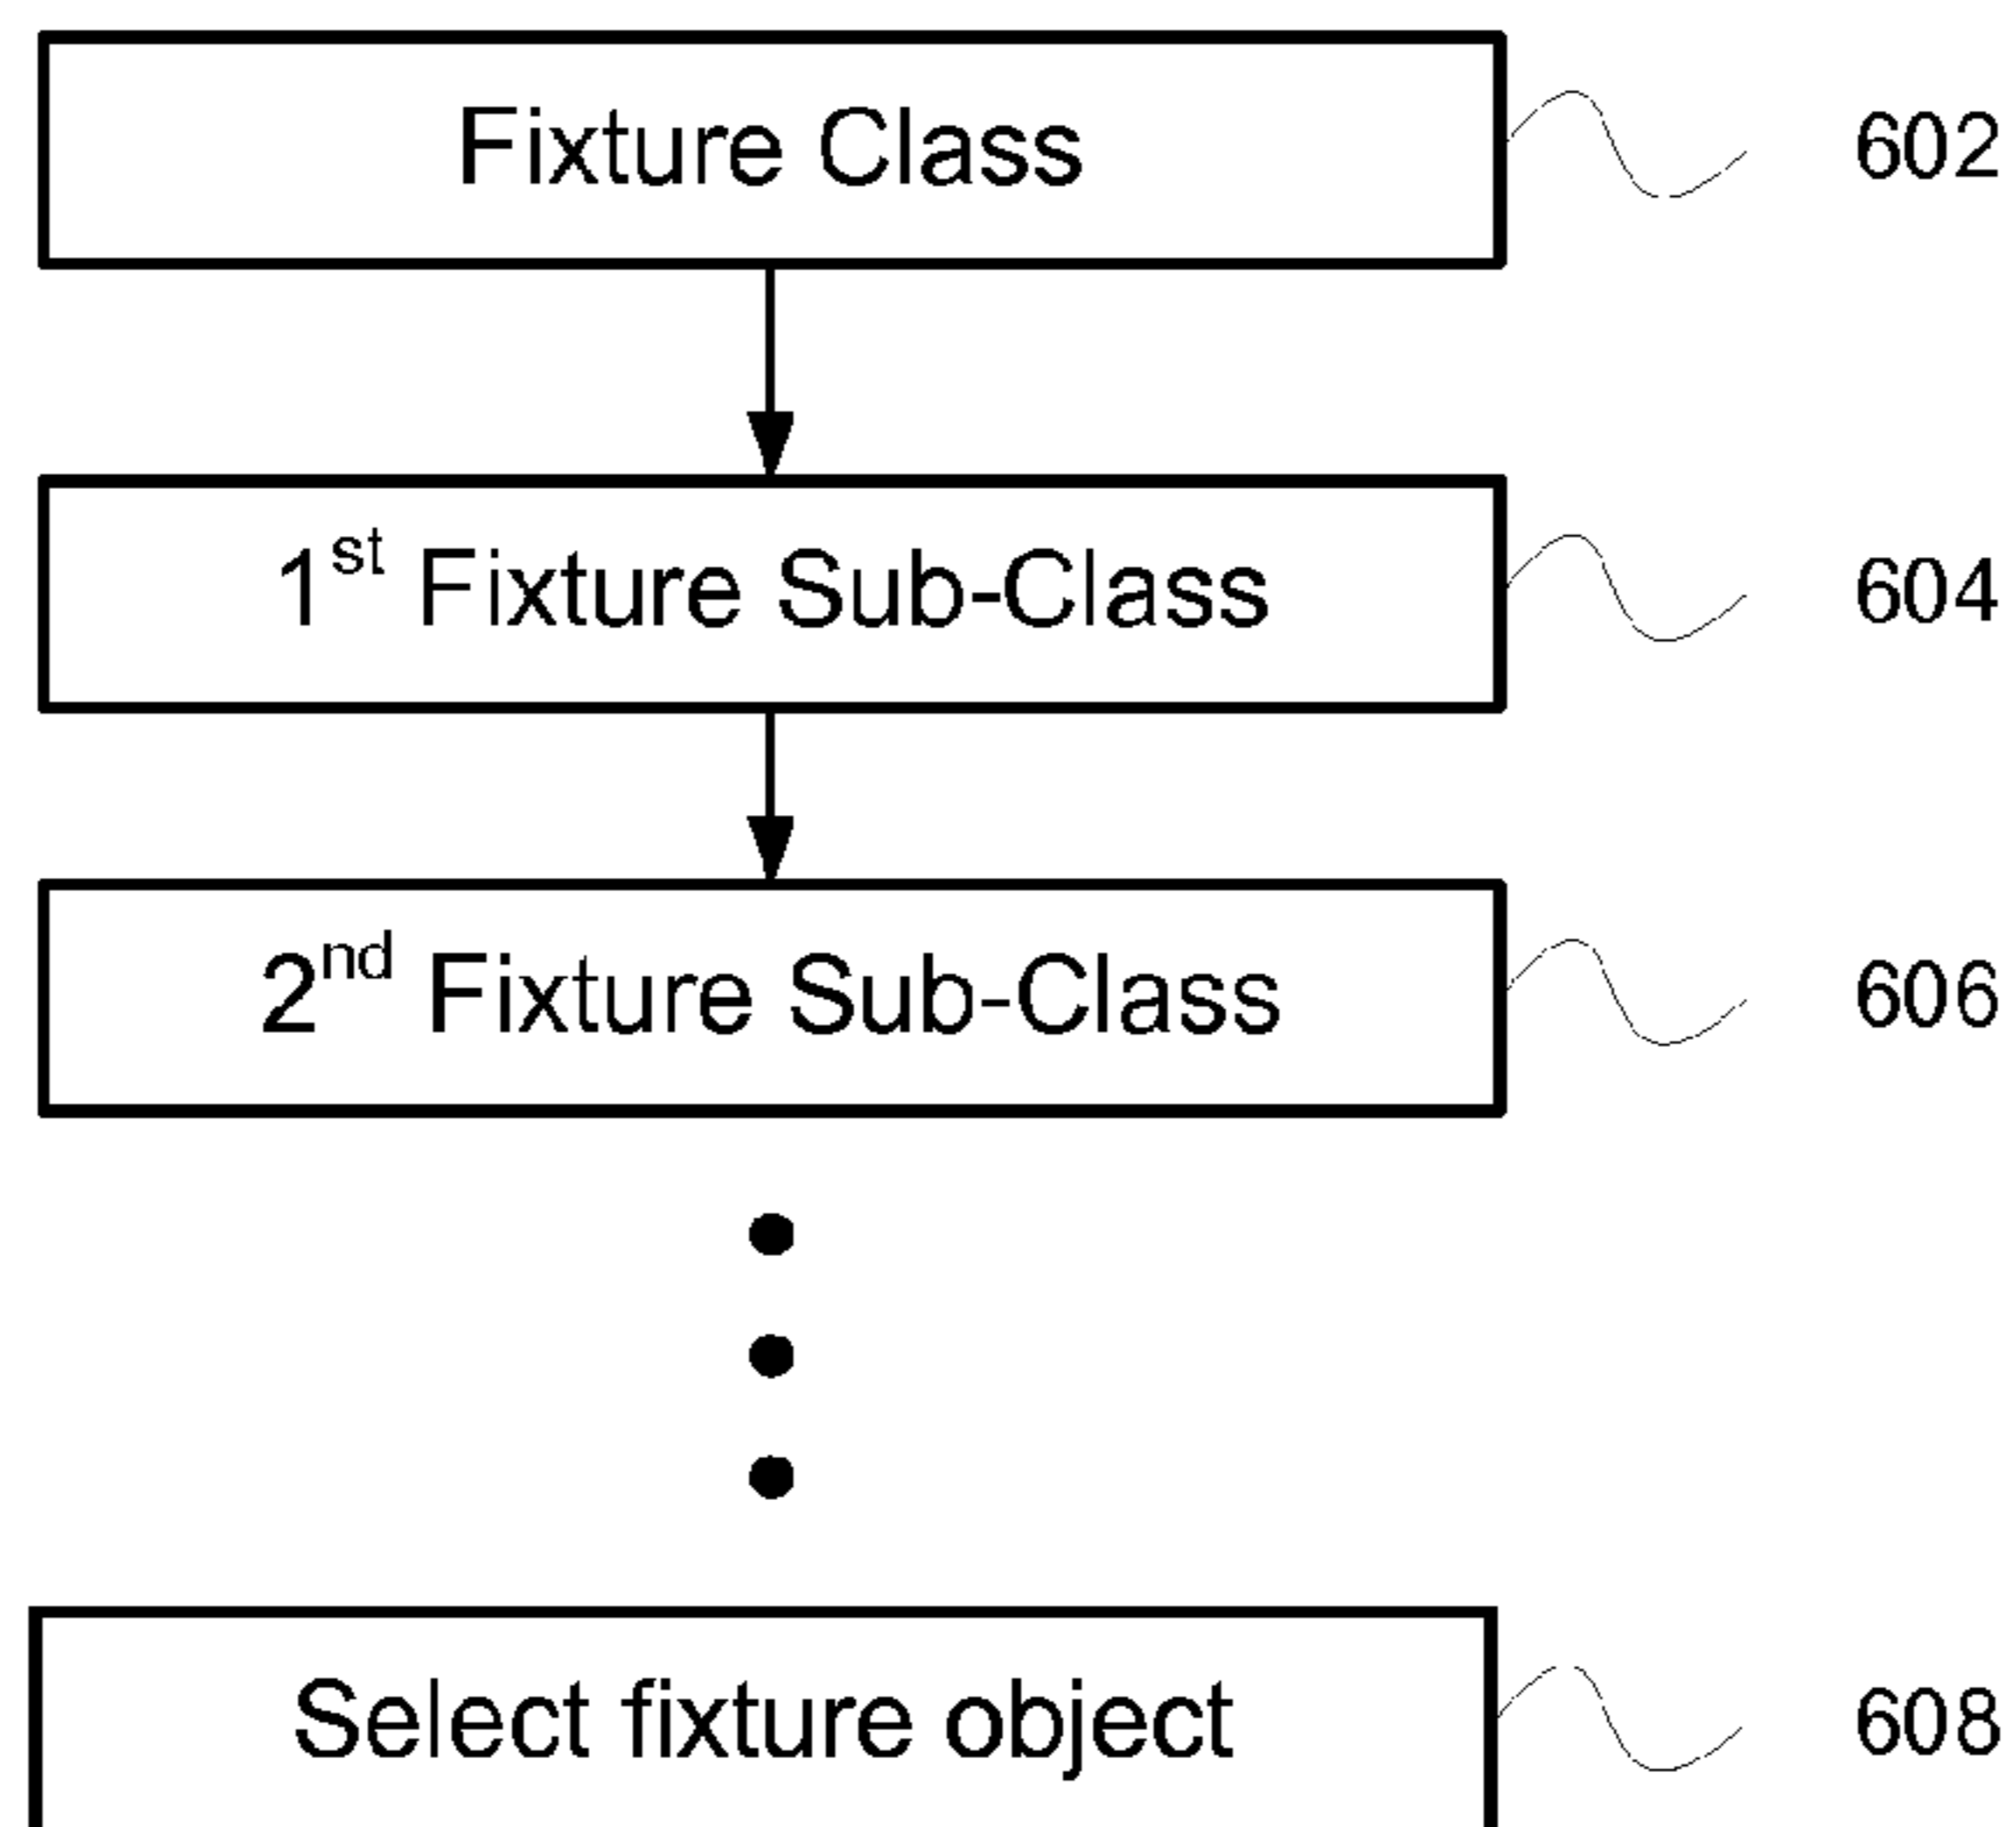 Fixture Class 602
1st Fixture Sub-Class 604
2nd Fixture Sub-Class 606
Select fixture object 608